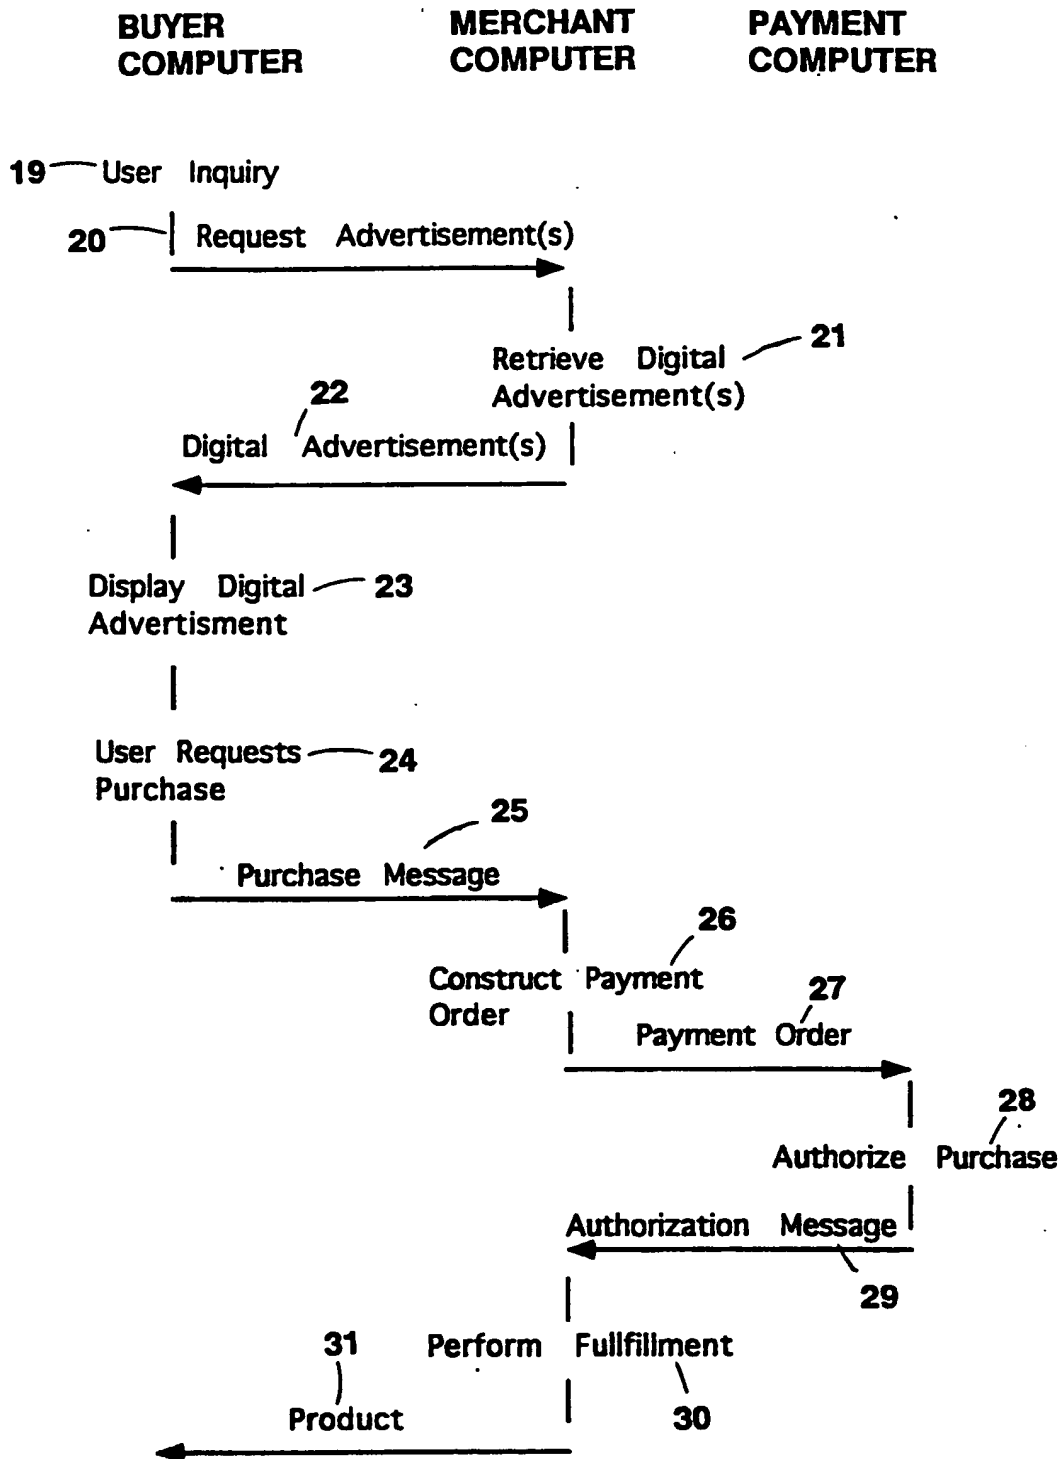 BUYER COMPUTER
MERCHANT COMPUTER
PAYMENT COMPUTER
19 User Inquiry
20 Request Advertisement(s)
21
Retrieve Digital
Advertisement(s)
22
Digital Advertisement(s)
Display Digital 23
Advertisment
User Requests 24
Purchase
25
Purchase Message
26
Construct Payment
Order
27
Payment Order
28
Authorize Purchase
Authorization Message
29
31
Perform Fullfillment
Product
30